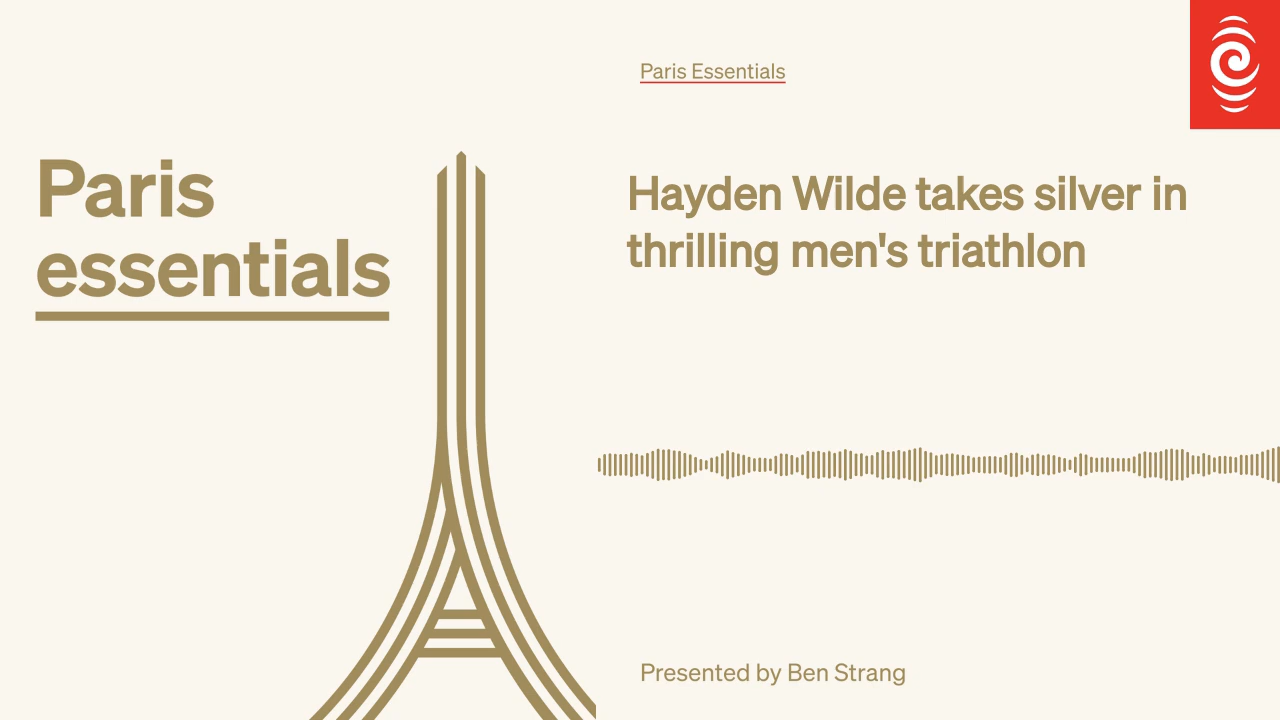 Paris Essentials
Paris
essentials
Hayden Wilde takes silver in
thrilling men's triathlon
Presented by Ben Strang